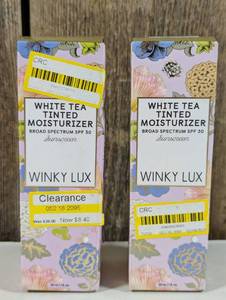 CRC
WHITE TEA
TINTED
MOISTURIZER
BROAD SPECTRUM SPF 30
Sunscreen
WINKY LUX
Clearance
Now $8.40
WHITE TEA
TINTED
MOISTURIZER
BROAD SPECTRUM SPF 30
Sunscreen
WINKY LUX
CRC